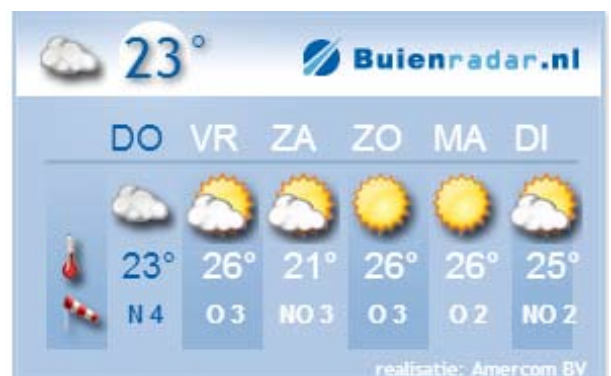 23°
Buienradar.nl
DO VR ZA ZO MA DI
23° 26° 21° 26° 26° 25°
N 4 O 3 NO 3 O 3 O 2 NO 2
realisatie: Amercom BV